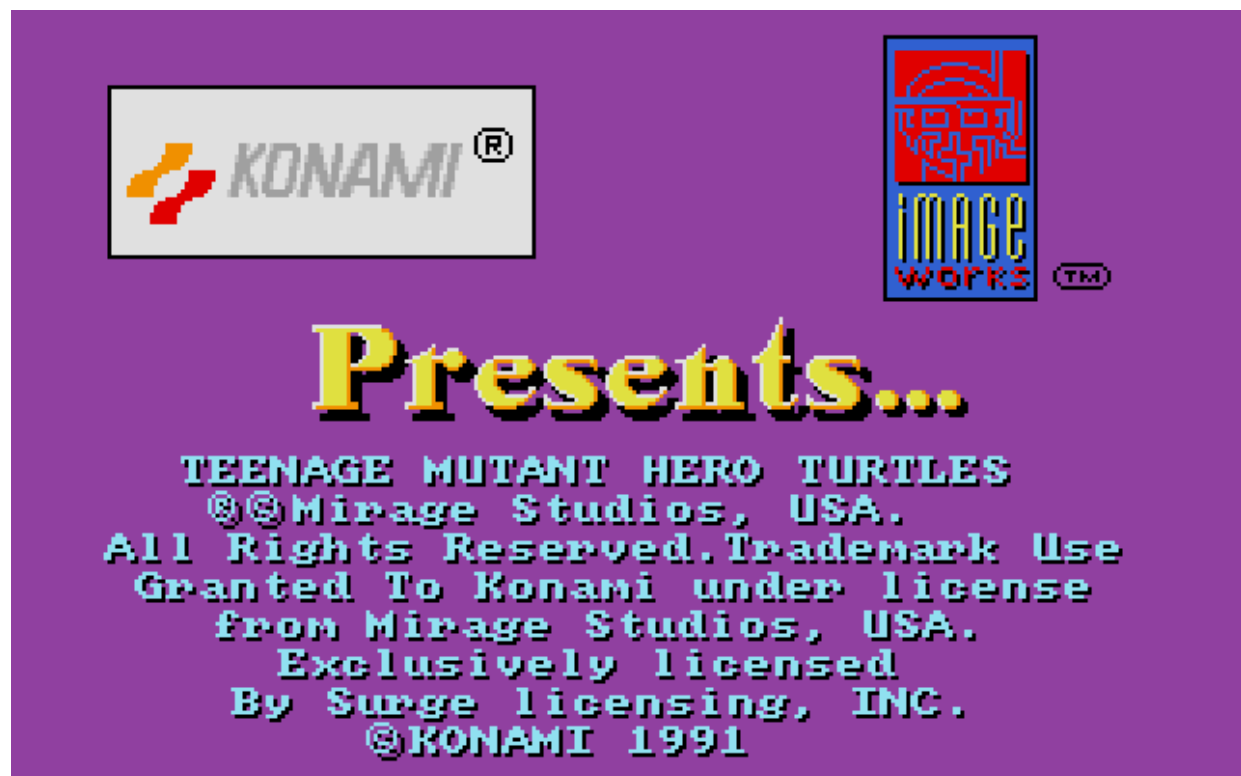 KONAMI ®
iMAGE
works ™
Presents...
TEENAGE MUTANT HERO TURTLES
®©Mirage Studios, USA.
All Rights Reserved.Trademark Use
Granted To Konami under license
from Mirage Studios, USA.
Exclusively licensed
By Surge licensing, INC.
©KONAMI 1991